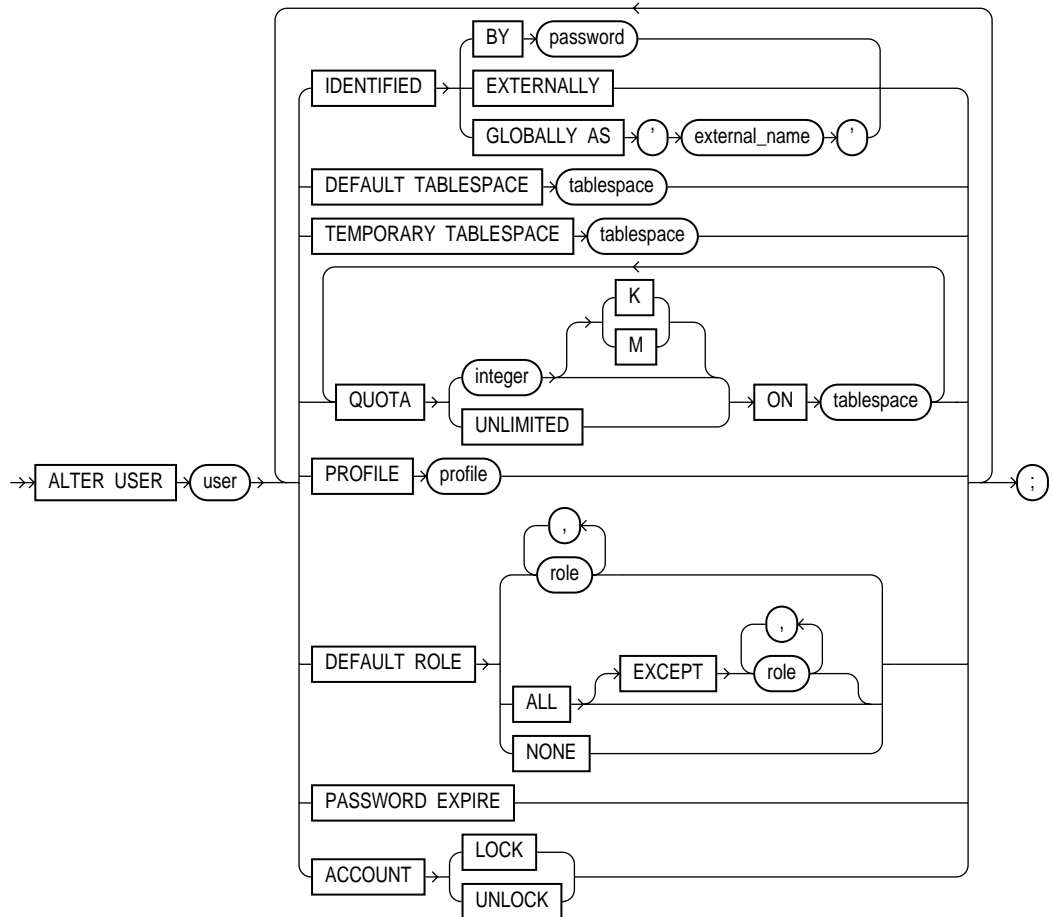 BY password
IDENTIFIED EXTERNALLY
GLOBALLY AS ' external_name '
DEFAULT TABLESPACE tablespace
TEMPORARY TABLESPACE tablespace
K
M
integer
QUOTA ON tablespace
UNLIMITED
ALTER USER user PROFILE profile ;
,
role
,
DEFAULT ROLE EXCEPT role
ALL
NONE
PASSWORD EXPIRE
LOCK
ACCOUNT
UNLOCK